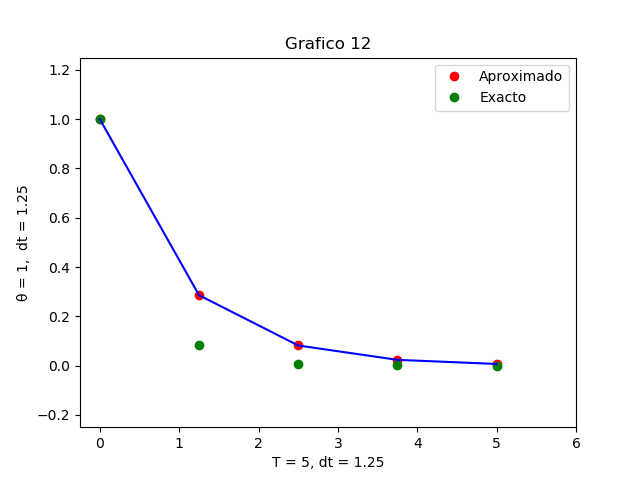 Grafico 12
Aproximado
Exacto
1.2
1.0
0.8
0.6
0.4
0.2
0.0
−0.2
θ = 1,  dt = 1.25
0 1 2 3 4 5 6
T = 5, dt = 1.25